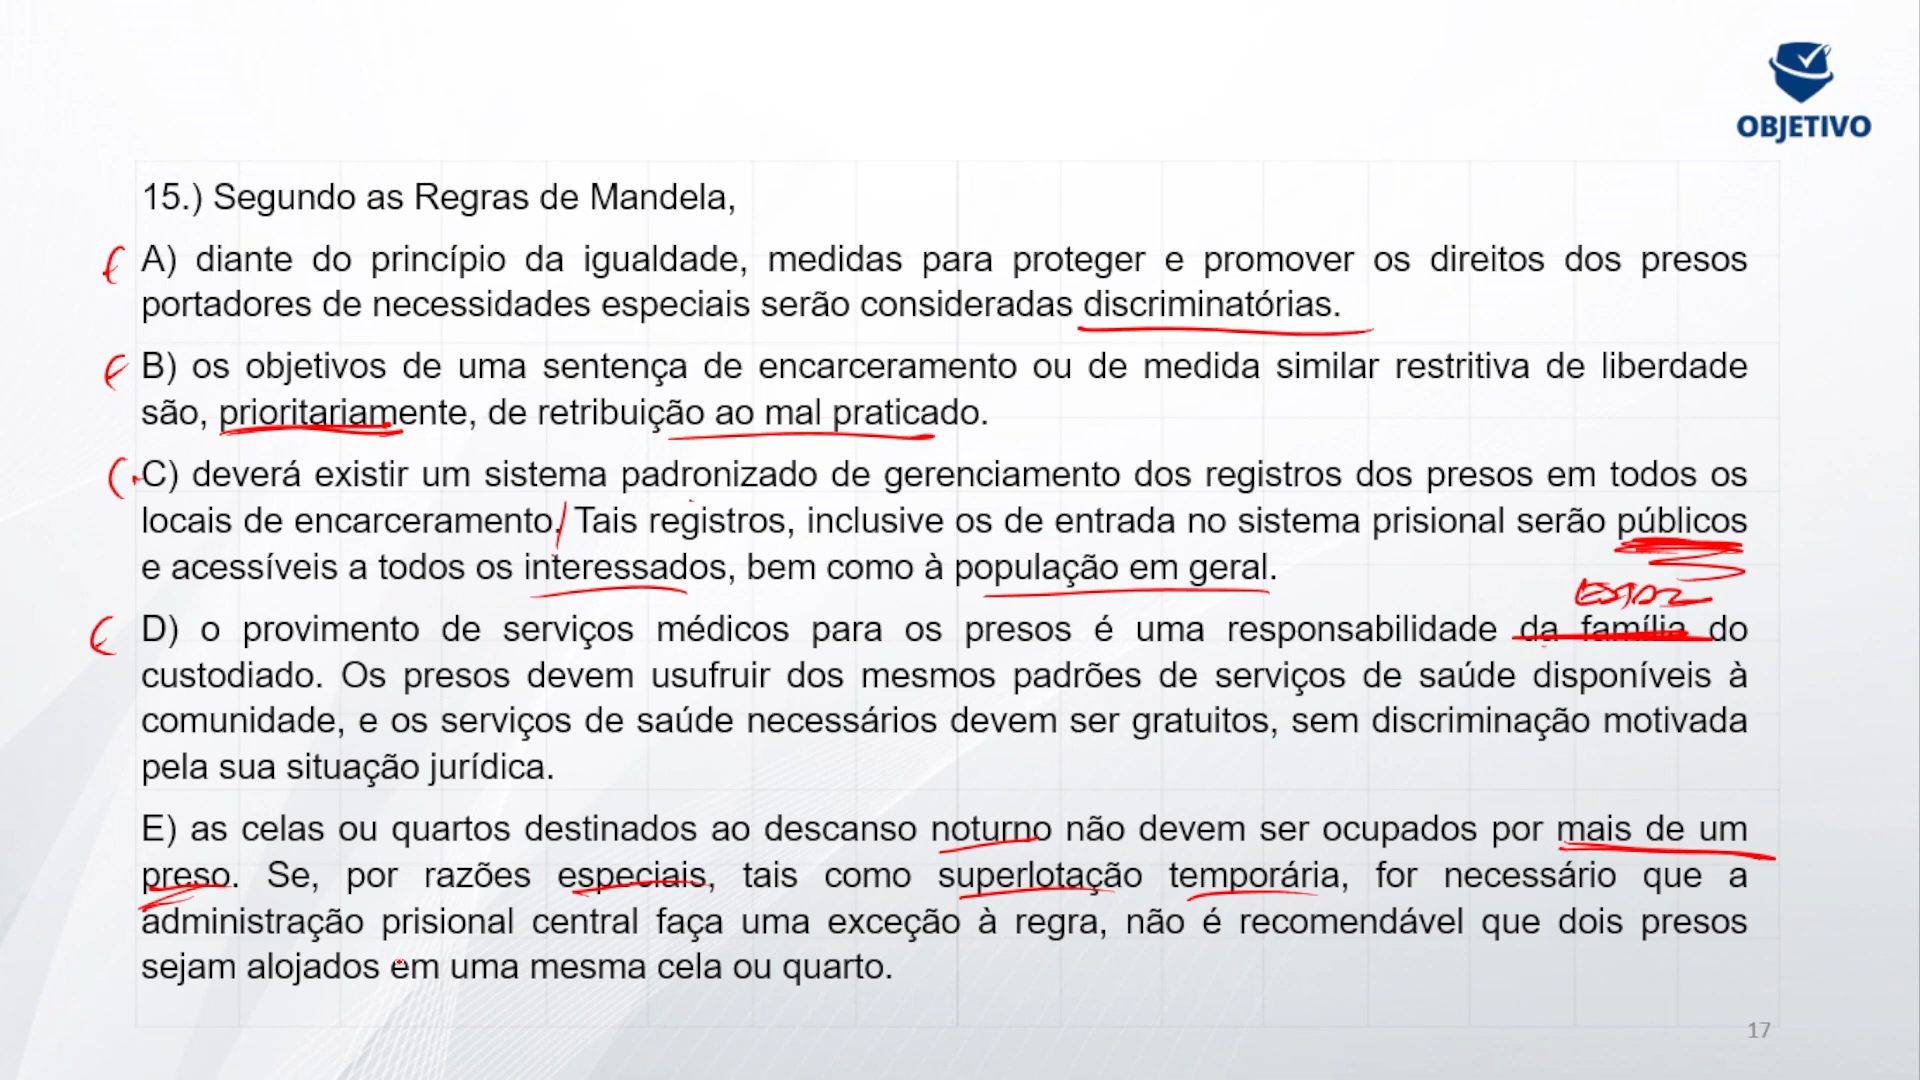 OBJETIVO
15.) Segundo as Regras de Mandela,
A) diante do princípio da igualdade, medidas para proteger e promover os direitos dos presos
portadores de necessidades especiais serão consideradas discriminatórias.
B) os objetivos de uma sentença de encarceramento ou de medida similar restritiva de liberdade
são, prioritariamente, de retribuição ao mal praticado.
C) deverá existir um sistema padronizado de gerenciamento dos registros dos presos em todos os
locais de encarceramento. Tais registros, inclusive os de entrada no sistema prisional serão públicos
e acessíveis a todos os interessados, bem como à população em geral.
D) o provimento de serviços médicos para os presos é uma responsabilidade da família do
custodiado. Os presos devem usufruir dos mesmos padrões de serviços de saúde disponíveis à
comunidade, e os serviços de saúde necessários devem ser gratuitos, sem discriminação motivada
pela sua situação jurídica.
E) as celas ou quartos destinados ao descanso noturno não devem ser ocupados por mais de um
preso. Se, por razões especiais, tais como superlotação temporária, for necessário que a
administração prisional central faça uma exceção à regra, não é recomendável que dois presos
sejam alojados em uma mesma cela ou quarto.
17